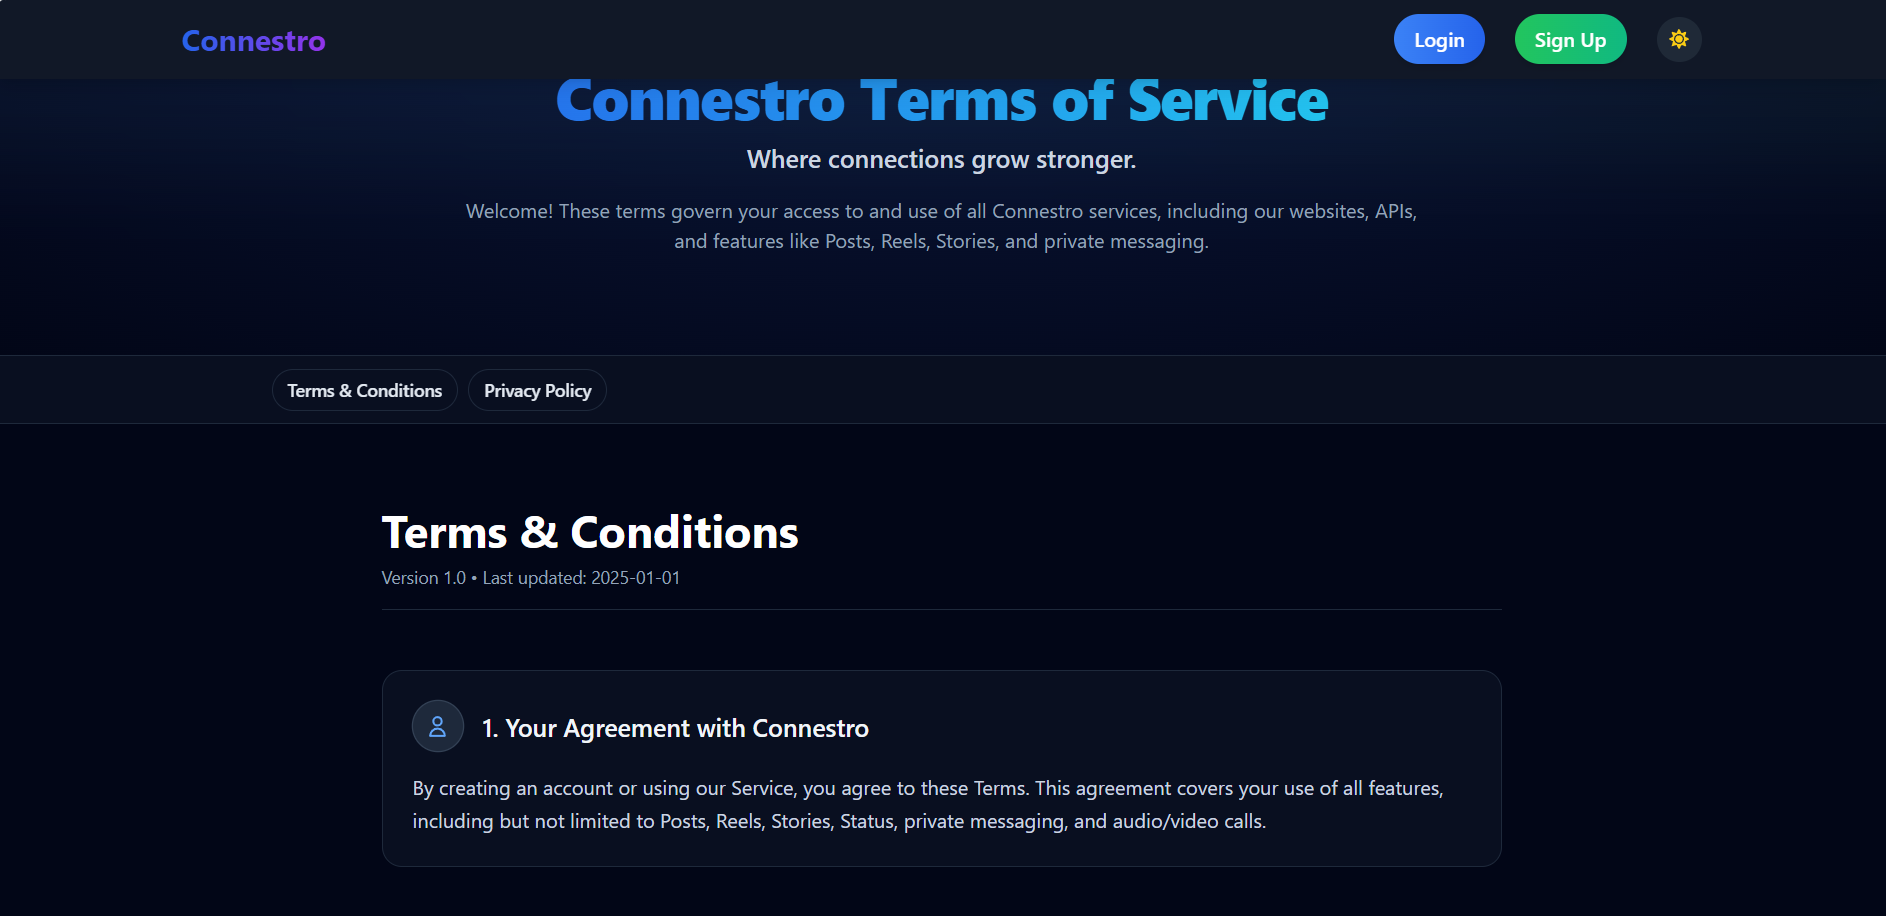 Connestro
Login
Sign Up
Connestro Terms of Service
Where connections grow stronger.
Welcome! These terms govern your access to and use of all Connestro services, including our websites, APIs,
and features like Posts, Reels, Stories, and private messaging.
Terms & Conditions
Privacy Policy
Terms & Conditions
Version 1.0 • Last updated: 2025-01-01
1. Your Agreement with Connestro
By creating an account or using our Service, you agree to these Terms. This agreement covers your use of all features,
including but not limited to Posts, Reels, Stories, Status, private messaging, and audio/video calls.